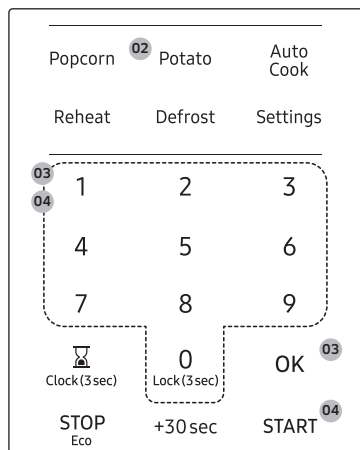 Popcorn 02 Potato Auto
Cook
Reheat Defrost Settings
03 1 2 3
04
4 5 6
7 8 9
0 OK 03
Clock(3 sec) Lock(3 sec)
STOP +30 sec START 04
Eco